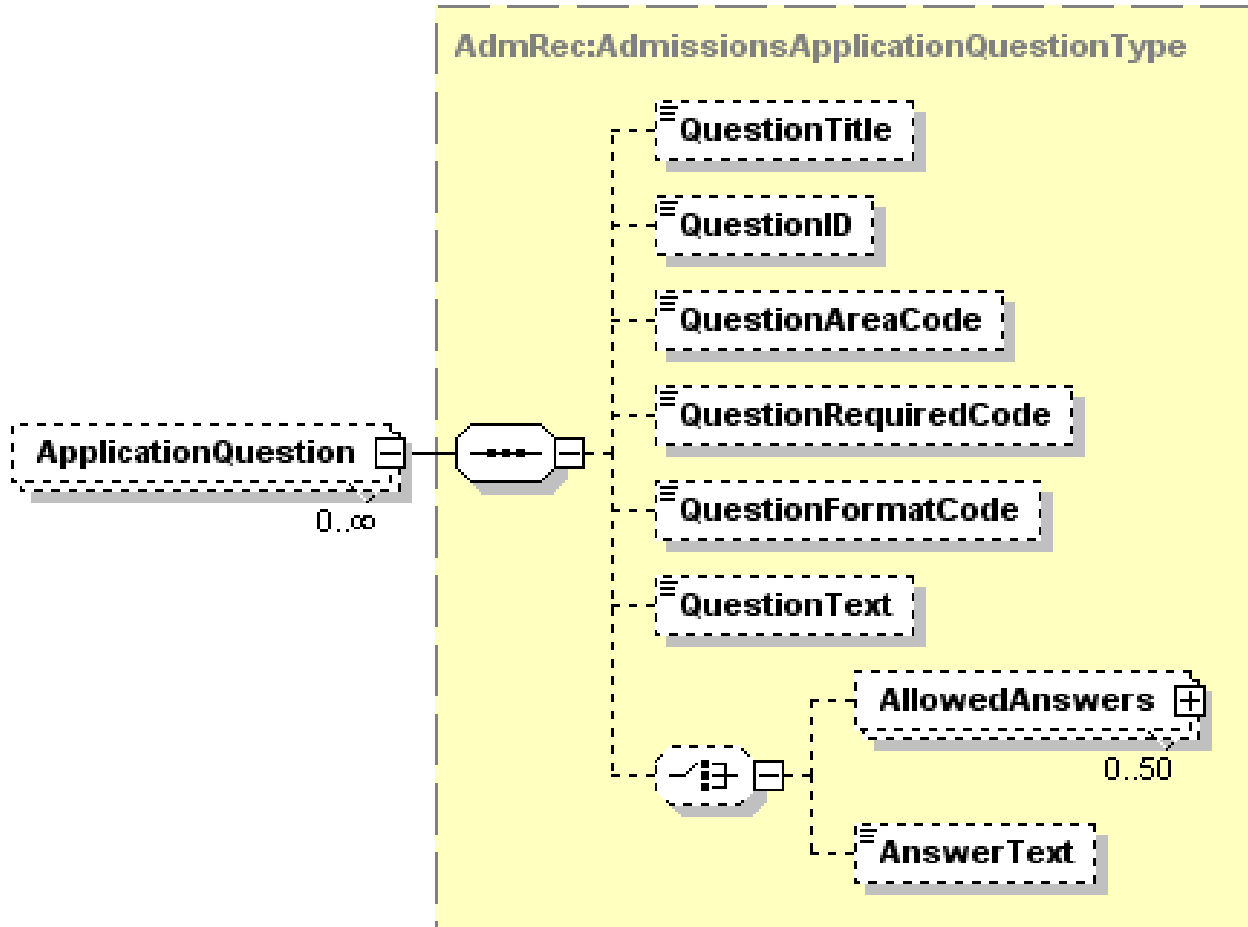 AdmRec:AdmissionsApplicationQuestionType
QuestionTitle
QuestionID
QuestionAreaCode
QuestionRequiredCode
ApplicationQuestion
0..∞
QuestionFormatCode
QuestionText
AllowedAnswers
0..50
AnswerText